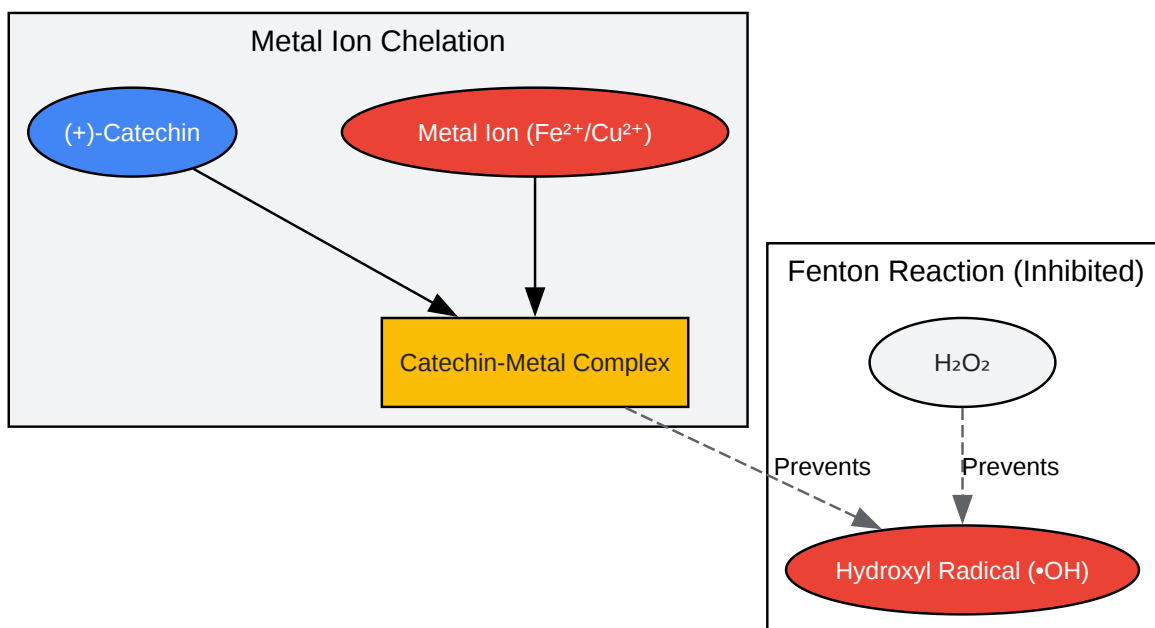 Metal Ion Chelation
(+)-Catechin
Metal Ion (Fe²⁺/Cu²⁺)
Catechin-Metal Complex
Fenton Reaction (Inhibited)
H₂O₂
Prevents
Prevents
Hydroxyl Radical (•OH)